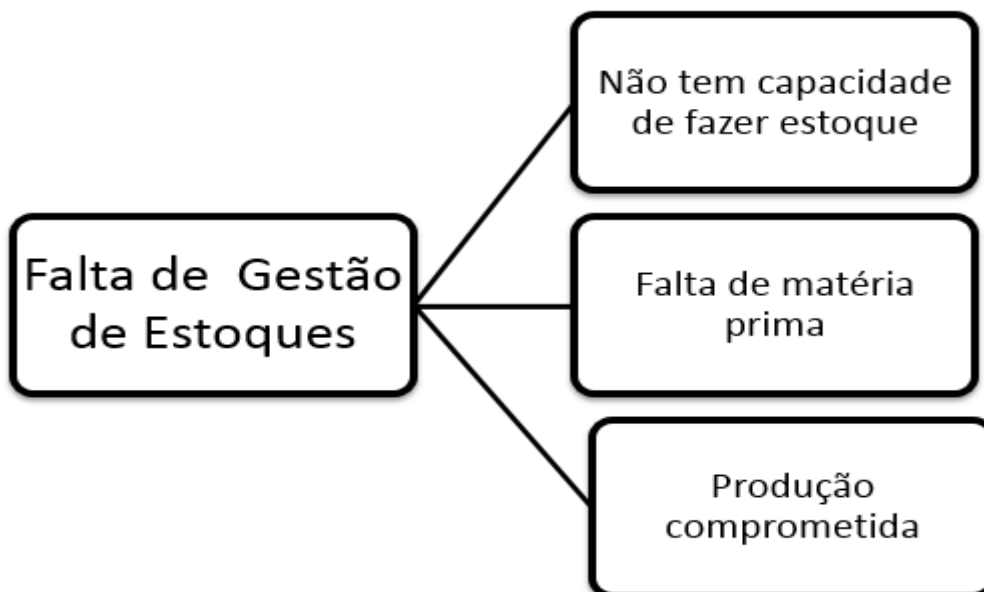 Não tem capacidade
de fazer estoque
Falta de  Gestão
de Estoques
Falta de matéria
prima
Produção
comprometida